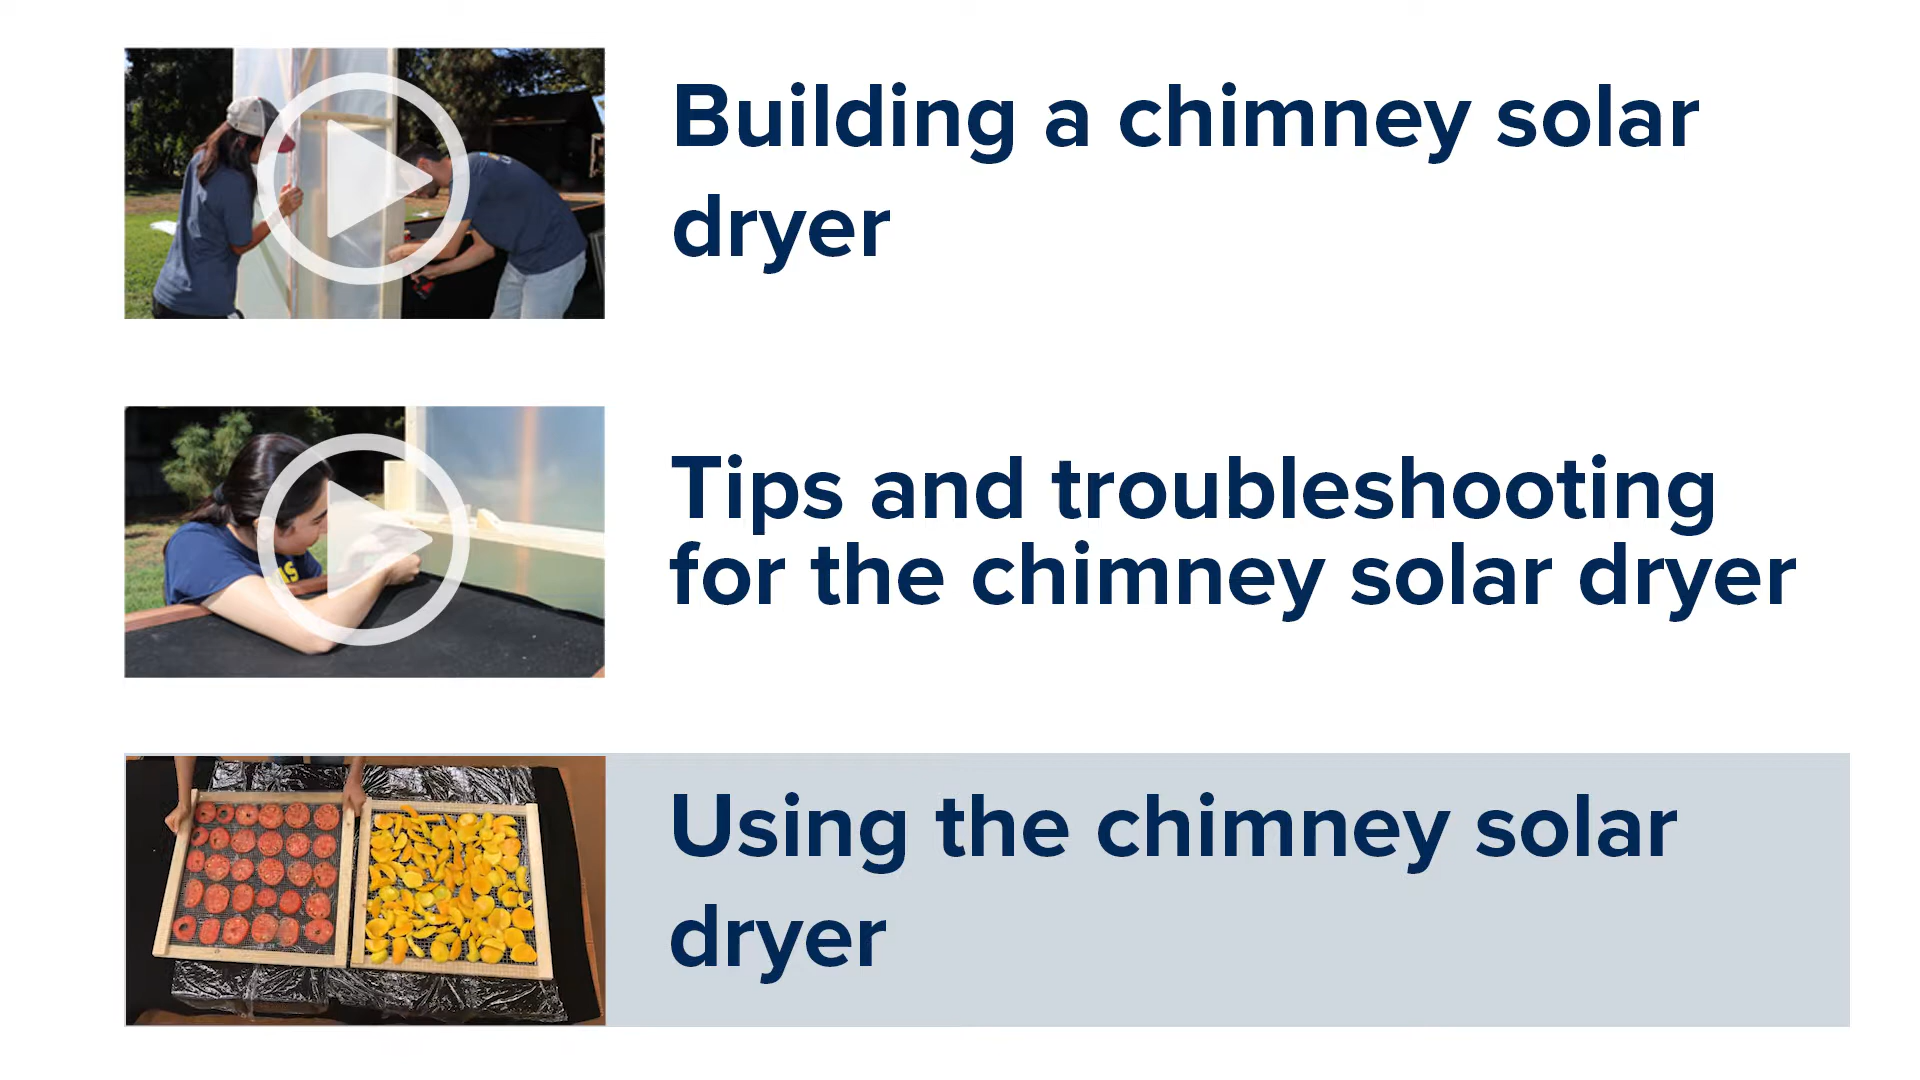 Building a chimney solar
dryer
Tips and troubleshooting
for the chimney solar dryer
Using the chimney solar
dryer